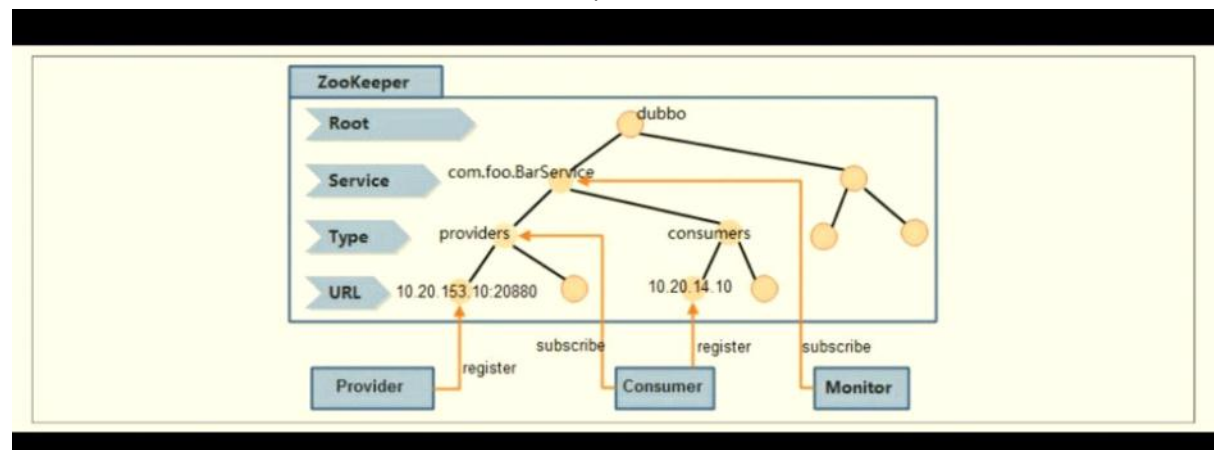 ZooKeeper
Root
dubbo
Service
com.foo.BarService
Type
providers
consumers
URL
10.20.153.10:20880
10.20.14.10
subscribe
register
subscribe
register
Provider
Consumer
Monitor